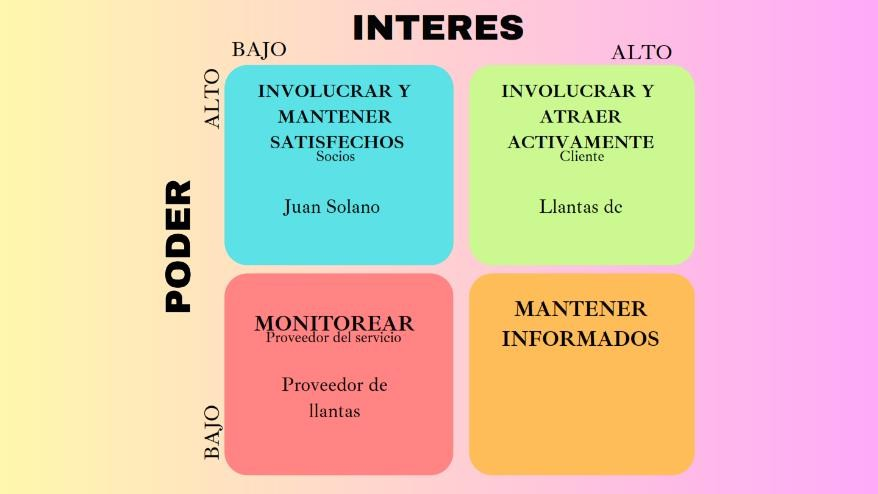 INTERES
BAJO
ALTO
ALTO
PODER
BAJO
INVOLUCRAR Y
MANTENER
SATISFECHOS
Socios
Juan Solano
INVOLUCRAR Y
ATRAER
ACTIVAMENTE
Cliente
Llantas dc
MONITOREAR
Proveedor del servicio
Proveedor de
llantas
MANTENER
INFORMADOS